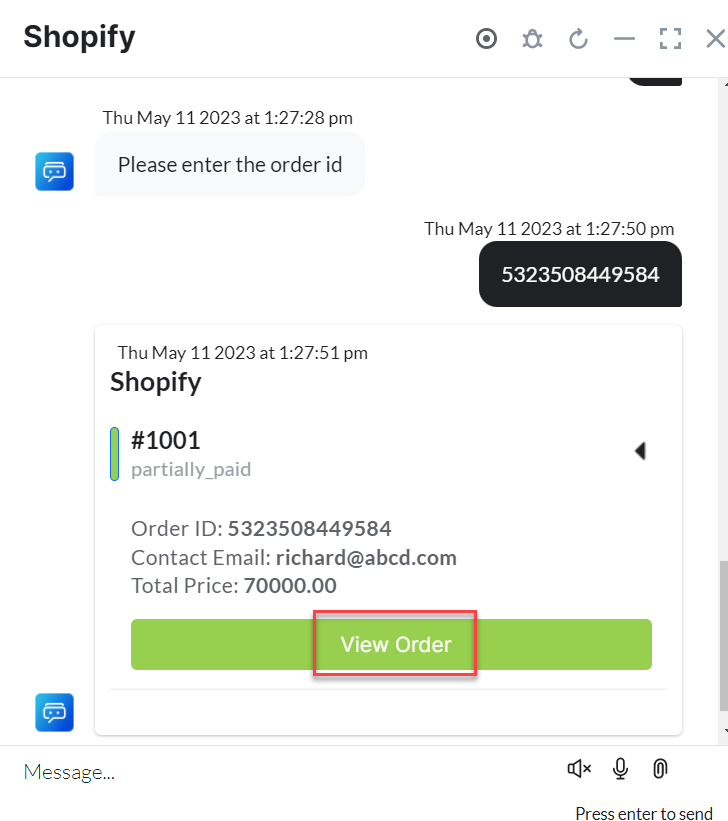 Shopify
Thu May 11 2023 at 1:27:28 pm
Please enter the order id
Thu May 11 2023 at 1:27:50 pm
5323508449584
Thu May 11 2023 at 1:27:51 pm
Shopify
#1001
partially_paid
Order ID: 5323508449584
Contact Email: richard@abcd.com
Total Price: 70000.00
View Order
Message...
Press enter to send